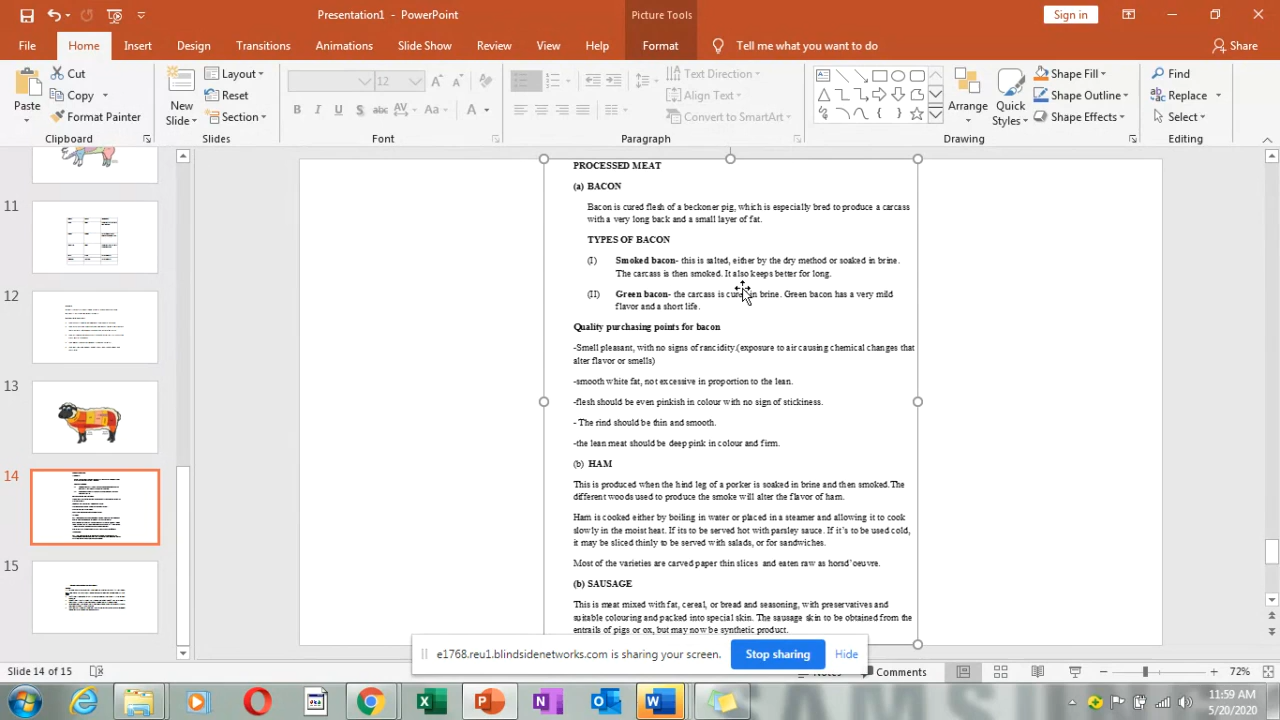 Presentation1 - PowerPoint
Picture Tools
Sign in
File
Home
Insert
Design
Transitions
Animations
Slide Show
Review
View
Help
Format
Tell me what you want to do
Share
Paste
Cut
Copy
Format Painter
Clipboard
New Slide
Layout
Reset
Section
Slides
12
Font
Text Direction
Align Text
Convert to SmartArt
Paragraph
Arrange
Quick Styles
Shape Fill
Shape Outline
Shape Effects
Drawing
Find
Replace
Select
Editing
11
12
13
14
15
PROCESSED MEAT
(a) BACON
Bacon is cured flesh of a beckoner pig, which is especially bred to produce a carcass
with a very long back and a small layer of fat.
TYPES OF BACON
(I) Smoked bacon- this is salted, either by the dry method or soaked in brine.
The carcass is then smoked. It also keeps better for long.
(II) Green bacon- the carcass is cured in brine. Green bacon has a very mild
flavor and a short life.
Quality purchasing points for bacon
-Smell pleasant, with no signs of rancidity.(exposure to air causing chemical changes that
alter flavor or smells)
-smooth white fat, not excessive in proportion to the lean.
-flesh should be even pinkish in colour with no sign of stickiness.
- The rind should be thin and smooth.
-the lean meat should be deep pink in colour and firm.
(b) HAM
This is produced when the hind leg of a porker is soaked in brine and then smoked.The
different woods used to produce the smoke will alter the flavor of ham.
Ham is cooked either by boiling in water or placed in a steamer and allowing it to cook
slowly in the moist heat. If its to be served hot with parsley sauce. If it's to be used cold,
it may be sliced thinly to be served with salads, or for sandwiches.
Most of the varieties are carved paper thin slices and eaten raw as horsd'oeuvre.
(b) SAUSAGE
This is meat mixed with fat, cereal, or bread and seasoning, with preservatives and
suitable colouring and packed into special skin. The sausage skin to be obtained from the
entrails of pigs or ox, but may now be synthetic product.
e1768.reu1.blindsidenetworks.com is sharing your screen.
Stop sharing
Hide
Slide 14 of 15
Notes
Comments
72%
11:59 AM
5/20/2020